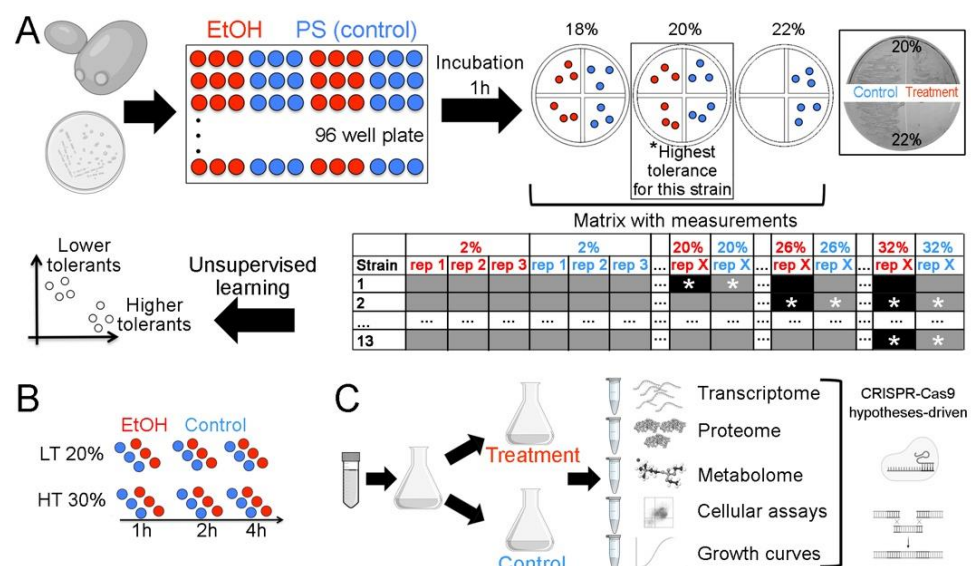 A
EtOH PS (control)
96 well plate
Incubation
1h
18% 20% 22%
*Highest
tolerance
for this strain
20%
Control Treatment
22%
Matrix with measurements
2% 2% 20% 20% 26% 26% 32% 32%
Strain rep 1 rep 2 rep 3 rep 1 rep 2 rep 3 ... rep X rep X ... rep X rep X ... rep X rep X
1 ... * * ... ...
2 ... ... * * ... * *
... ... ... ... ... ... ... ... ... ... ... ... ... ... ... ...
13 ... ... ... * *
Unsupervised
learning
Lower
tolerants
Higher
tolerants
B
EtOH Control
LT 20%
HT 30%
1h 2h 4h
C
Treatment
Control
Transcriptome
Proteome
Metabolome
Cellular assays
Growth curves
CRISPR-Cas9
hypotheses-driven